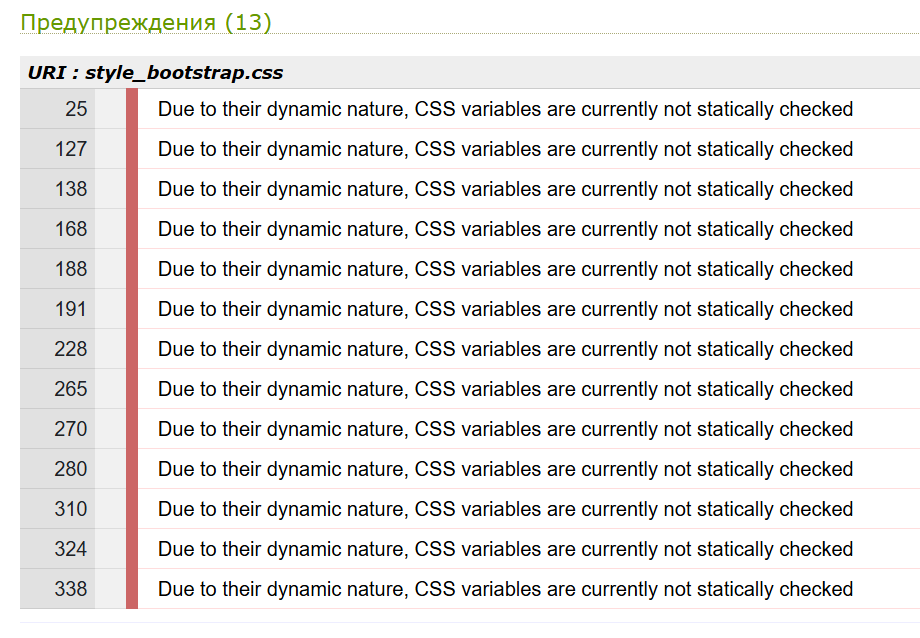 Предупреждения (13)
URI : style_bootstrap.css
25 Due to their dynamic nature, CSS variables are currently not statically checked
127 Due to their dynamic nature, CSS variables are currently not statically checked
138 Due to their dynamic nature, CSS variables are currently not statically checked
168 Due to their dynamic nature, CSS variables are currently not statically checked
188 Due to their dynamic nature, CSS variables are currently not statically checked
191 Due to their dynamic nature, CSS variables are currently not statically checked
228 Due to their dynamic nature, CSS variables are currently not statically checked
265 Due to their dynamic nature, CSS variables are currently not statically checked
270 Due to their dynamic nature, CSS variables are currently not statically checked
280 Due to their dynamic nature, CSS variables are currently not statically checked
310 Due to their dynamic nature, CSS variables are currently not statically checked
324 Due to their dynamic nature, CSS variables are currently not statically checked
338 Due to their dynamic nature, CSS variables are currently not statically checked